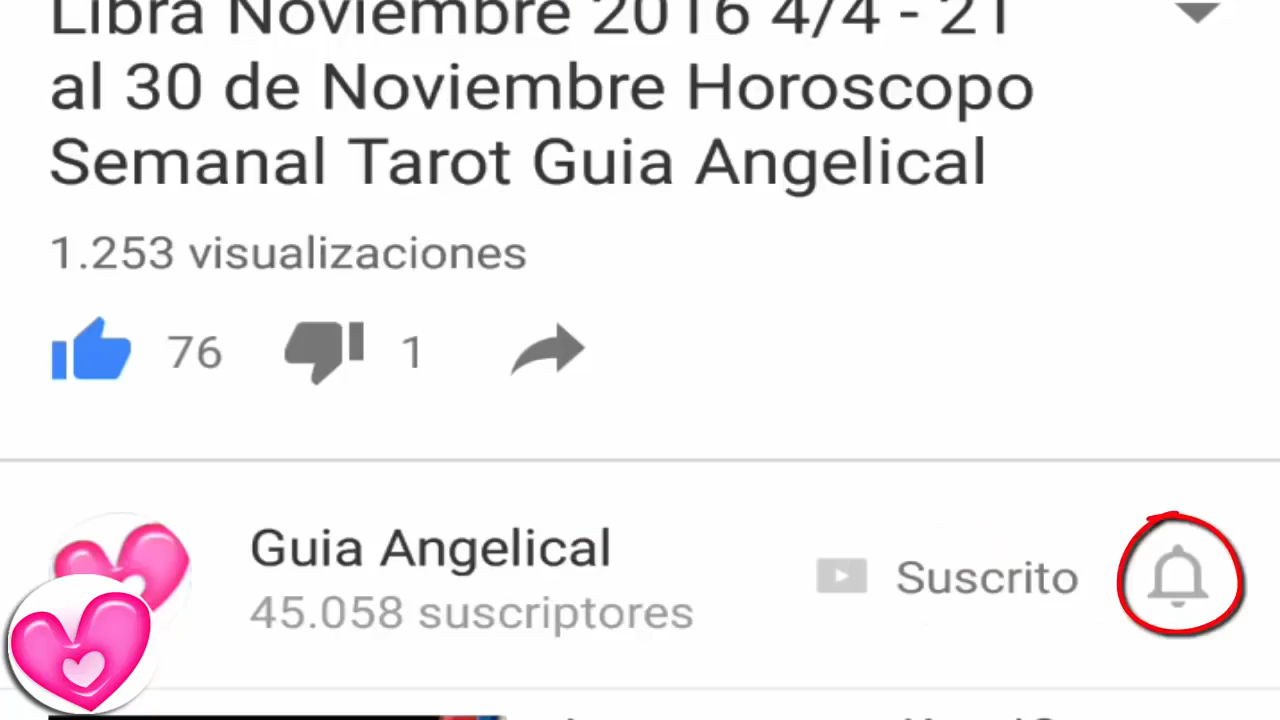 Libra Noviembre 2016 4/4 - 21
al 30 de Noviembre Horoscopo
Semanal Tarot Guia Angelical
1.253 visualizaciones
76 1
Guia Angelical
Suscrito
45.058 suscriptores